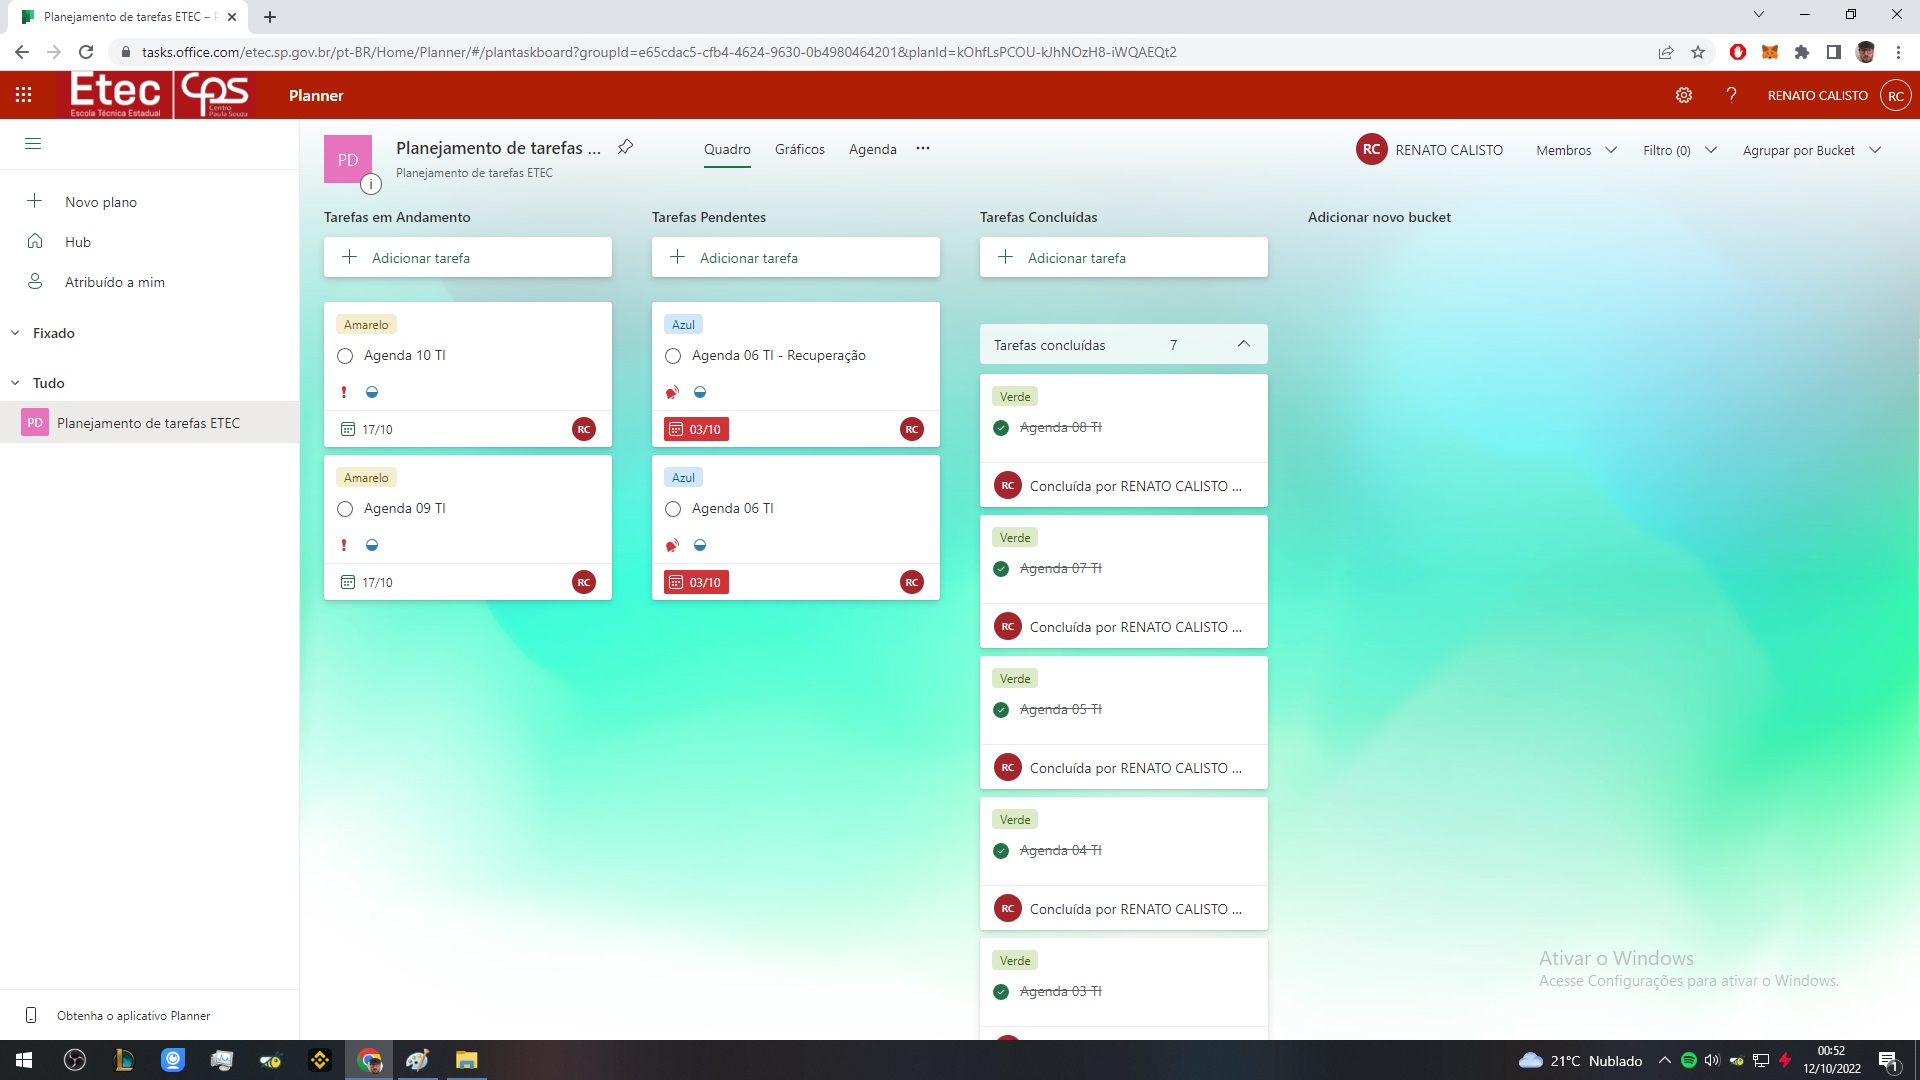 Planejamento de tarefas ETEC – P
tasks.office.com/etec.sp.gov.br/pt-BR/Home/Planner/#/plantaskboard?groupId=e65cdac5-cfb4-4624-9630-0b4980464201&planId=kOhfLsPCOU-kJhNOzH8-iWQAEQt2
Etec
Escola Técnica Estadual
Cps
Centro
Paula Souza
Planner
?
RENATO CALISTO
RC
Novo plano
Hub
Atribuído a mim
Fixado
Tudo
PD
Planejamento de tarefas ETEC
Obtenha o aplicativo Planner
PD
i
Planejamento de tarefas ...
Planejamento de tarefas ETEC
Quadro
Gráficos
Agenda
...
RC
RENATO CALISTO
Membros
Filtro (0)
Agrupar por Bucket
Tarefas em Andamento
Adicionar tarefa
Amarelo
Agenda 10 TI
17/10
RC
Amarelo
Agenda 09 TI
17/10
RC
Tarefas Pendentes
Adicionar tarefa
Azul
Agenda 06 TI - Recuperação
03/10
RC
Azul
Agenda 06 TI
03/10
RC
Tarefas Concluídas
Adicionar tarefa
Tarefas concluídas 7
Verde
Agenda 08 TI
RC
Concluída por RENATO CALISTO ...
Verde
Agenda 07 TI
RC
Concluída por RENATO CALISTO ...
Verde
Agenda 05 TI
RC
Concluída por RENATO CALISTO ...
Verde
Agenda 04 TI
RC
Concluída por RENATO CALISTO ...
Verde
Agenda 03 TI
Adicionar novo bucket
Ativar o Windows
Acesse Configurações para ativar o Windows.
21°C Nublado
00:52
12/10/2022
1